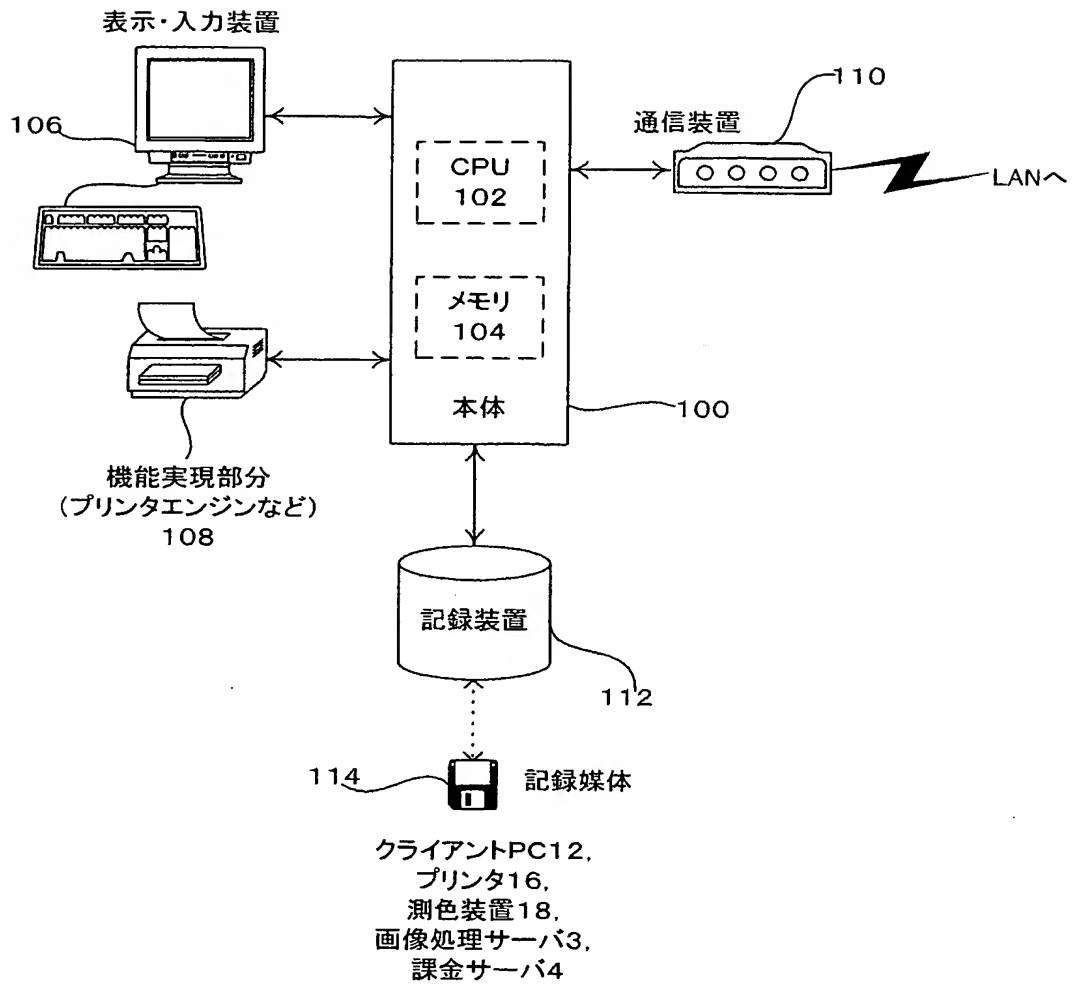 表示・入力装置
106
CPU
102
メモリ
104
本体
100
110
通信装置
LANへ
機能実現部分
(プリンタエンジンなど)
108
記録装置
112
114
記録媒体
クライアントPC12,
プリンタ16,
測色装置18,
画像処理サーバ3,
課金サーバ4